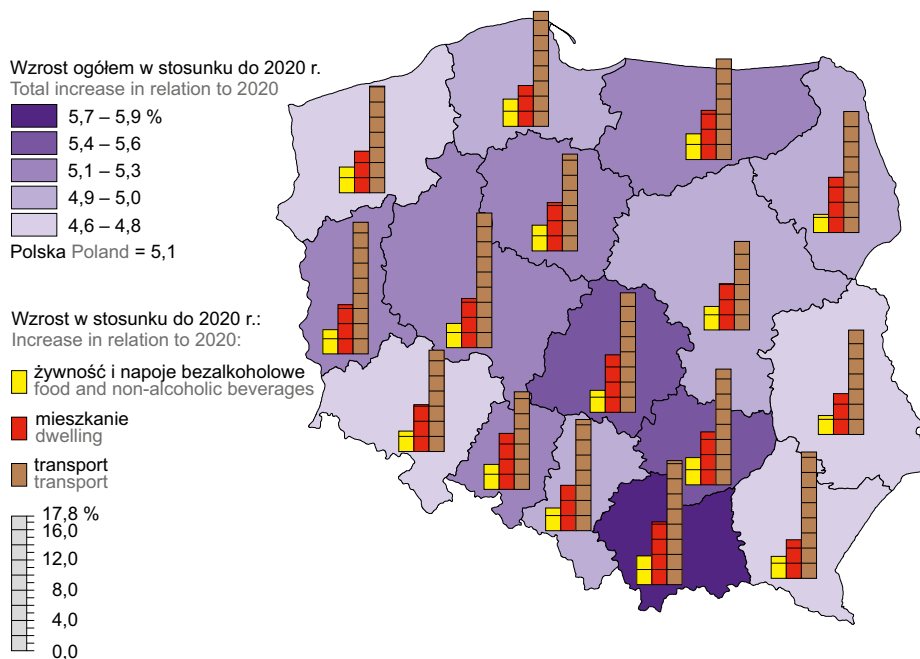 Wzrost ogółem w stosunku do 2020 r.
Total increase in relation to 2020
5,7 – 5,9 %
5,4 – 5,6
5,1 – 5,3
4,9 – 5,0
4,6 – 4,8
Polska Poland = 5,1
Wzrost w stosunku do 2020 r.:
Increase in relation to 2020:
żywność i napoje bezalkoholowe
food and non-alcoholic beverages
mieszkanie
dwelling
transport
transport
17,8 %
16,0
12,0
8,0
4,0
0,0